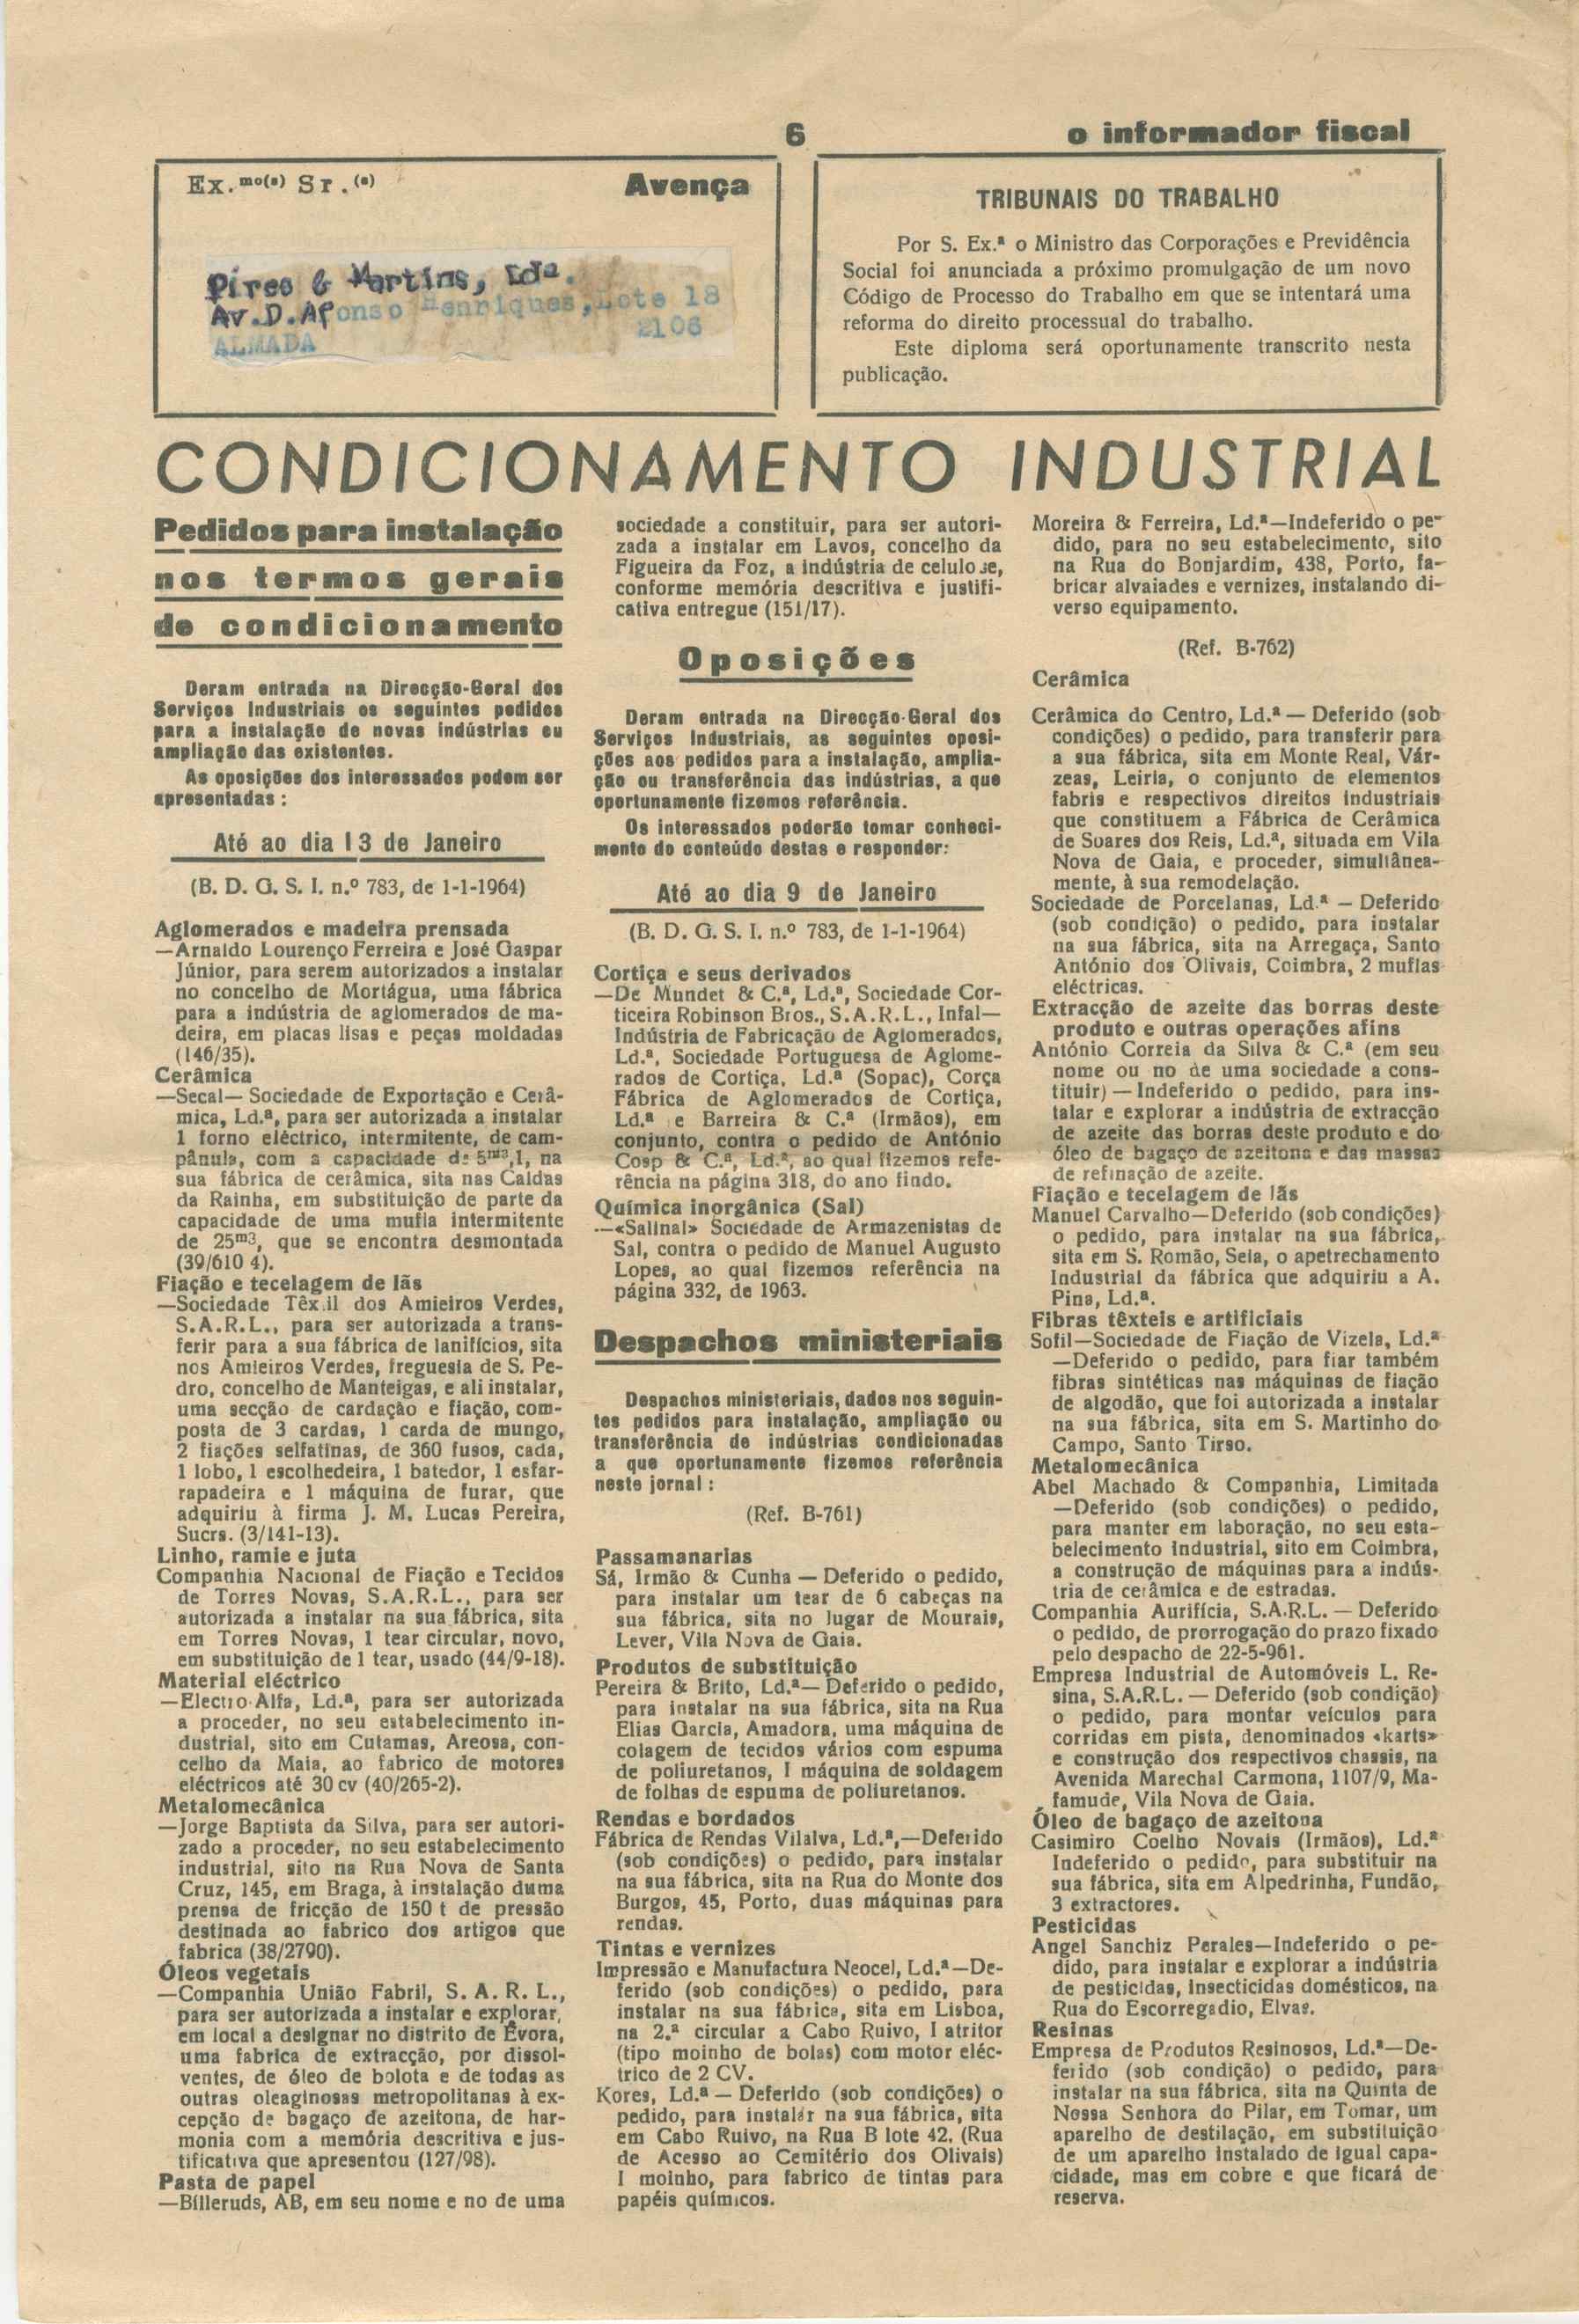 6
o informador fiscal
Ex.mo(s) Sr.(s)
Avença
Pires & Martins, Lda.
Av. D. Afonso Henriques, Lote 18
2106
ALMADA
TRIBUNAIS DO TRABALHO
Por S. Ex.ª o Ministro das Corporações e Previdência
Social foi anunciada a próximo promulgação de um novo
Código de Processo do Trabalho em que se intentará uma
reforma do direito processual do trabalho.
Este diploma será oportunamente transcrito nesta
publicação.
CONDICIONAMENTO INDUSTRIAL
Pedidos para instalação
nos termos gerais
de condicionamento
Deram entrada na Direcção-Geral dos
Serviços Industriais os seguintes pedidos
para a instalação de novas indústrias ou
ampliação das existentes.
As oposições dos interessados podem ser
apresentadas :
Até ao dia 13 de Janeiro
(B. D. G. S. I. n.º 783, de 1-1-1964)
Aglomerados e madeira prensada
—Arnaldo Lourenço Ferreira e José Gaspar
Júnior, para serem autorizados a instalar
no concelho de Mortágua, uma fábrica
para a indústria de aglomerados de ma-
deira, em placas lisas e peças moldadas
(146/35).
Cerâmica
—Secal— Sociedade de Exportação e Cerâ-
mica, Ld.ª, para ser autorizada a instalar
1 forno eléctrico, intermitente, de cam-
pânula, com a capacidade de 5m3,1, na
sua fábrica de cerâmica, sita nas Caldas
da Rainha, em substituição de parte da
capacidade de uma mufla intermitente
de 25m3, que se encontra desmontada
(39/610 4).
Fiação e tecelagem de lãs
—Sociedade Têxtil dos Amieiros Verdes,
S.A.R.L., para ser autorizada a trans-
ferir para a sua fábrica de lanifícios, sita
nos Amieiros Verdes, freguesia de S. Pe-
dro, concelho de Manteigas, e ali instalar,
uma secção de cardação e fiação, com-
posta de 3 cardas, 1 carda de mungo,
2 fiações selfatinas, de 360 fusos, cada,
1 lobo, 1 escolhedeira, 1 batedor, 1 esfar-
rapadeira e 1 máquina de furar, que
adquiriu à firma J. M. Lucas Pereira,
Sucrs. (3/141-13).
Linho, ramie e juta
Companhia Nacional de Fiação e Tecidos
de Torres Novas, S.A.R.L., para ser
autorizada a instalar na sua fábrica, sita
em Torres Novas, 1 tear circular, novo,
em substituição de 1 tear, usado (44/9-18).
Material eléctrico
—Electro-Alfa, Ld.ª, para ser autorizada
a proceder, no seu estabelecimento in-
dustrial, sito em Cutamas, Areosa, con-
celho da Maia, ao fabrico de motores
eléctricos até 30 cv (40/265-2).
Metalomecânica
—Jorge Baptista da Silva, para ser autori-
zado a proceder, no seu estabelecimento
industrial, sito na Rua Nova de Santa
Cruz, 145, em Braga, à instalação duma
prensa de fricção de 150 t de pressão
destinada ao fabrico dos artigos que
fabrica (38/2790).
Óleos vegetais
—Companhia União Fabril, S. A. R. L.,
para ser autorizada a instalar e explorar,
em local a designar no distrito de Évora,
uma fabrica de extracção, por dissol-
ventes, de óleo de bolota e de todas as
outras oleaginosas metropolitanas à ex-
cepção de bagaço de azeitona, de har-
monia com a memória descritiva e jus-
tificativa que apresentou (127/98).
Pasta de papel
—Billeruds, AB, em seu nome e no de uma
sociedade a constituir, para ser autori-
zada a instalar em Lavos, concelho da
Figueira da Foz, a indústria de celulose,
conforme memória descritiva e justifi-
cativa entregue (151/17).
Oposições
Deram entrada na Direcção-Geral dos
Serviços Industriais, as seguintes oposi-
ções aos pedidos para a instalação, amplia-
ção ou transferência das indústrias, a que
oportunamente fizemos referência.
Os interessados poderão tomar conheci-
mento do conteúdo destas e responder:
Até ao dia 9 de Janeiro
(B. D. G. S. I. n.º 783, de 1-1-1964)
Cortiça e seus derivados
—De Mundet & C.ª, Ld.ª, Sociedade Cor-
ticeira Robinson Bros., S.A.R.L., Infal—
Indústria de Fabricação de Aglomerados,
Ld.ª, Sociedade Portuguesa de Aglome-
rados de Cortiça, Ld.ª (Sopac), Corça
Fábrica de Aglomerados de Cortiça,
Ld.ª e Barreira & C.ª (Irmãos), em
conjunto, contra o pedido de António
Cosp & C.ª, Ld.ª, ao qual fizemos refe-
rência na página 318, do ano findo.
Química inorgânica (Sal)
—«Salinal» Sociedade de Armazenistas de
Sal, contra o pedido de Manuel Augusto
Lopes, ao qual fizemos referência na
página 332, de 1963.
Despachos ministeriais
Despachos ministeriais, dados nos seguin-
tes pedidos para instalação, ampliação ou
transferência de indústrias condicionadas
a que oportunamente fizemos referência
neste jornal :
(Ref. B-761)
Passamanarias
Sá, Irmão & Cunha — Deferido o pedido,
para instalar um tear de 6 cabeças na
sua fábrica, sita no lugar de Mourais,
Lever, Vila Nova de Gaia.
Produtos de substituição
Pereira & Brito, Ld.ª— Deferido o pedido,
para instalar na sua fábrica, sita na Rua
Elias Garcia, Amadora, uma máquina de
colagem de tecidos vários com espuma
de poliuretanos, I máquina de soldagem
de folhas de espuma de poliuretanos.
Rendas e bordados
Fábrica de Rendas Vilalva, Ld.ª,—Deferido
(sob condições) o pedido, para instalar
na sua fábrica, sita na Rua do Monte dos
Burgos, 45, Porto, duas máquinas para
rendas.
Tintas e vernizes
Impressão e Manufactura Neocel, Ld.ª—De-
ferido (sob condições) o pedido, para
instalar na sua fábrica, sita em Lisboa,
na 2.ª circular a Cabo Ruivo, I atritor
(tipo moinho de bolas) com motor eléc-
trico de 2 CV.
Kores, Ld.ª — Deferido (sob condições) o
pedido, para instalar na sua fábrica, sita
em Cabo Ruivo, na Rua B lote 42, (Rua
de Acesso ao Cemitério dos Olivais)
I moinho, para fabrico de tintas para
papéis químicos.
Moreira & Ferreira, Ld.ª—Indeferido o pe-
dido, para no seu estabelecimento, sito
na Rua do Bonjardim, 438, Porto, fa-
bricar alvaiades e vernizes, instalando di-
verso equipamento.
(Ref. B-762)
Cerâmica
Cerâmica do Centro, Ld.ª — Deferido (sob
condições) o pedido, para transferir para
a sua fábrica, sita em Monte Real, Vár-
zeas, Leiria, o conjunto de elementos
fabris e respectivos direitos industriais
que constituem a Fábrica de Cerâmica
de Soares dos Reis, Ld.ª, situada em Vila
Nova de Gaia, e proceder, simultânea-
mente, à sua remodelação.
Sociedade de Porcelanas, Ld.ª — Deferido
(sob condição) o pedido, para instalar
na sua fábrica, sita na Arregaça, Santo
António dos Olivais, Coimbra, 2 muflas
eléctricas.
Extracção de azeite das borras deste
produto e outras operações afins
António Correia da Silva & C.ª (em seu
nome ou no de uma sociedade a cons-
tituir) — Indeferido o pedido, para ins-
talar e explorar a indústria de extracção
de azeite das borras deste produto e do
óleo de bagaço de azeitona e das massas
de refinação de azeite.
Fiação e tecelagem de lãs
Manuel Carvalho—Deferido (sob condições)
o pedido, para instalar na sua fábrica,
sita em S. Romão, Seia, o apetrechamento
Industrial da fábrica que adquiriu a A.
Pina, Ld.ª.
Fibras têxteis e artificiais
Sofil—Sociedade de Fiação de Vizela, Ld.ª
—Deferido o pedido, para fiar também
fibras sintéticas nas máquinas de fiação
de algodão, que foi autorizada a instalar
na sua fábrica, sita em S. Martinho do
Campo, Santo Tirso.
Metalomecânica
Abel Machado & Companhia, Limitada
—Deferido (sob condições) o pedido,
para manter em laboração, no seu esta-
belecimento industrial, sito em Coimbra,
a construção de máquinas para a indús-
tria de cerâmica e de estradas.
Companhia Aurifícia, S.A.R.L. — Deferido
o pedido, de prorrogação do prazo fixado
pelo despacho de 22-5-961.
Empresa Industrial de Automóveis L. Re-
sina, S.A.R.L. — Deferido (sob condição)
o pedido, para montar veículos para
corridas em pista, denominados «karts»
e construção dos respectivos chassis, na
Avenida Marechal Carmona, 1107/9, Ma-
famude, Vila Nova de Gaia.
Óleo de bagaço de azeitona
Casimiro Coelho Novais (Irmãos), Ld.ª
Indeferido o pedido, para substituir na
sua fábrica, sita em Alpedrinha, Fundão,
3 extractores.
Pesticidas
Angel Sanchiz Perales—Indeferido o pe-
dido, para instalar e explorar a indústria
de pesticidas, insecticidas domésticos, na
Rua do Escorregadio, Elvas.
Resinas
Empresa de Produtos Resinosos, Ld.ª—De-
ferido (sob condição) o pedido, para
instalar na sua fábrica, sita na Quinta de
Nossa Senhora do Pilar, em Tomar, um
aparelho de destilação, em substituição
de um aparelho instalado de igual capa-
cidade, mas em cobre e que ficará de
reserva.